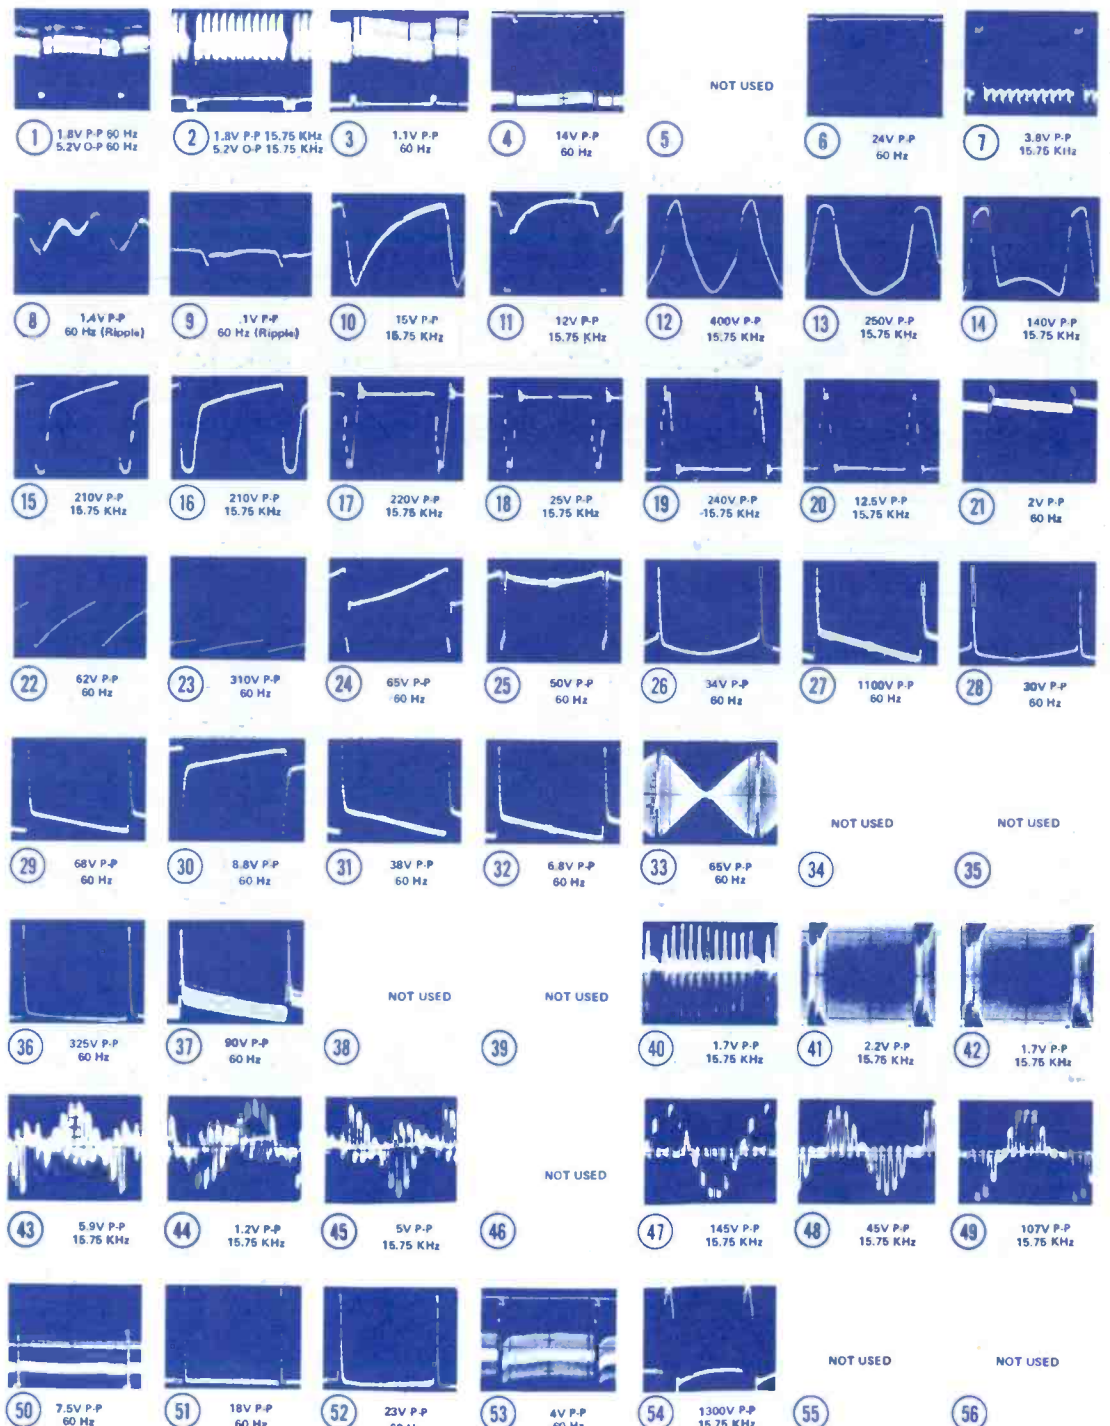 NOT USED
1 1.8V P-P 60 Hz
5.2V O-P 60 Hz
2 1.8V P-P 15.75 KHz
5.2V O-P 15.75 KHz
3 1.1V P-P
60 Hz
4 14V P-P
60 Hz
5
6 24V P-P
60 Hz
7 3.8V P-P
15.75 KHz
8 1.4V P-P
60 Hz (Ripple)
9 .1V P-P
60 Hz (Ripple)
10 15V P-P
15.75 KHz
11 12V P-P
15.75 KHz
12 400V P-P
15.75 KHz
13 250V P-P
15.75 KHz
14 140V P-P
15.75 KHz
15 210V P-P
15.75 KHz
16 210V P-P
15.75 KHz
17 220V P-P
15.75 KHz
18 25V P-P
15.75 KHz
19 240V P-P
-15.75 KHz
20 12.5V P-P
15.75 KHz
21 2V P-P
60 Hz
22 62V P-P
60 Hz
23 310V P-P
60 Hz
24 65V P-P
60 Hz
25 50V P-P
60 Hz
26 34V P-P
60 Hz
27 1100V P-P
60 Hz
28 30V P-P
60 Hz
29 68V P-P
60 Hz
30 8.8V P-P
60 Hz
31 38V P-P
60 Hz
32 6.8V P-P
60 Hz
33 65V P-P
60 Hz
NOT USED
34
NOT USED
35
36 325V P-P
60 Hz
37 90V P-P
60 Hz
NOT USED
38
NOT USED
39
40 1.7V P-P
15.75 KHz
41 2.2V P-P
15.75 KHz
42 1.7V P-P
15.75 KHz
43 5.9V P-P
15.75 KHz
44 1.2V P-P
15.75 KHz
45 5V P-P
15.75 KHz
NOT USED
46
47 145V P-P
15.75 KHz
48 45V P-P
15.75 KHz
49 107V P-P
15.75 KHz
50 7.5V P-P
60 Hz
51 18V P-P
60 Hz
52 23V P-P
53 4V P-P
60 Hz
54 1300V P-P
15.75 KHz
NOT USED
55
NOT USED
56